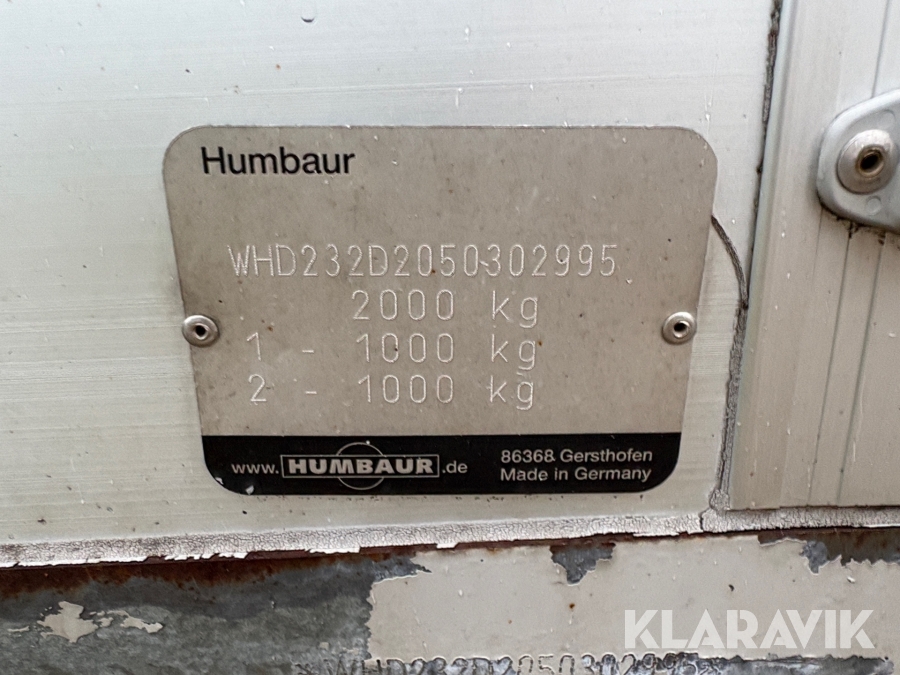 Humbaur
WHD232D2050302995
2000 kg
1 - 1000 kg
2 - 1000 kg
www.HUMBAUR.de
86368 Gersthofen
Made in Germany
KLARAVIK
*WHD232D2050302995*